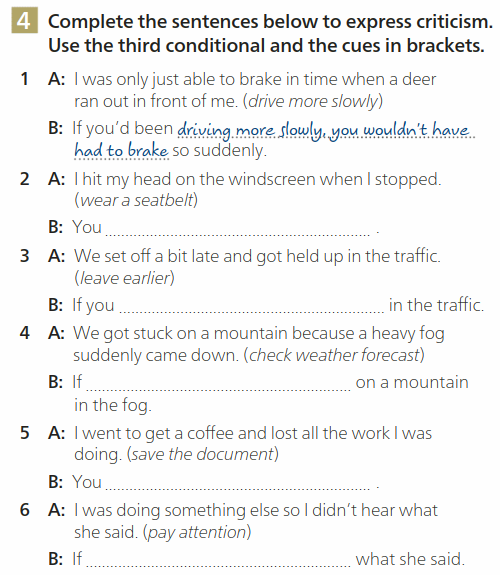 4 Complete the sentences below to express criticism.
Use the third conditional and the cues in brackets.
1 A: I was only just able to brake in time when a deer
ran out in front of me. (drive more slowly)
B: If you'd been driving more slowly, you wouldn't have
had to brake so suddenly.
2 A: I hit my head on the windscreen when I stopped.
(wear a seatbelt)
B: You .................................................. .
3 A: We set off a bit late and got held up in the traffic.
(leave earlier)
B: If you .................................................. in the traffic.
4 A: We got stuck on a mountain because a heavy fog
suddenly came down. (check weather forecast)
B: If .................................................. on a mountain
in the fog.
5 A: I went to get a coffee and lost all the work I was
doing. (save the document)
B: You .................................................. .
6 A: I was doing something else so I didn't hear what
she said. (pay attention)
B: If .................................................. what she said.